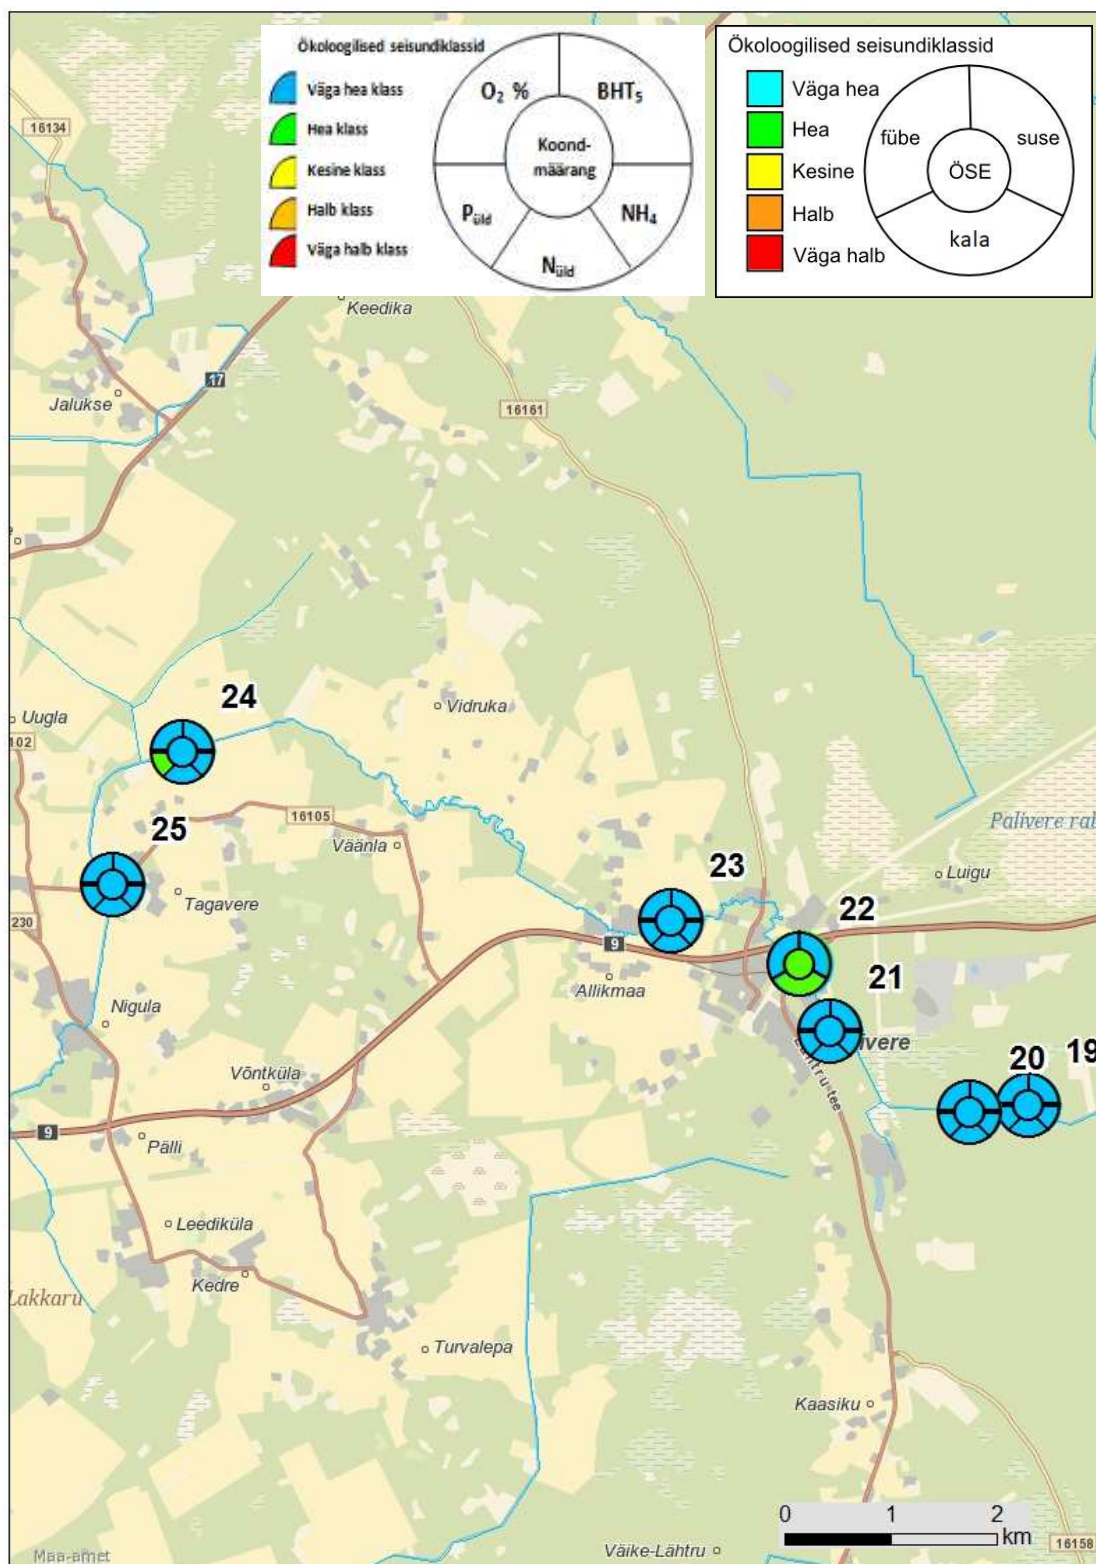 Ökoloogilised seisundiklassid
Väga hea klass
Hea klass
Kesine klass
Halb klass
Väga halb klass
O₂ %
BHT₅
Koond-
määrang
Püld
NH₄
Nüld
Ökoloogilised seisundiklassid
Väga hea
Hea
Kesine
Halb
Väga halb
fübe
suse
ÖSE
kala
16134
Keedika
17
Jalukse
16161
24
Uugla
102
Vidruka
25
16105
Väänla
Palivere
23
Luigu
Tagavere
22
230
9
Allikmaa
21
Nigula
ivere
20
19
Võntküla
tee
9
Pälli
Leediküla
Kedre
Lakkaru
Turvalepa
Kaasiku
0 1 2
km
16158
Väike-Lähtru
Maa-amet